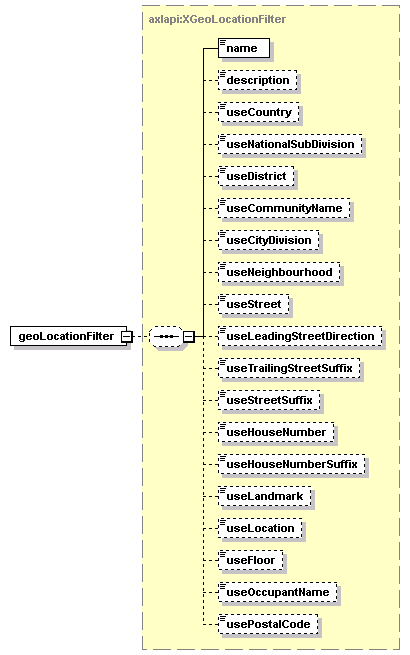 axlapi:XGeoLocationFilter
name
description
useCountry
useNationalSubDivision
useDistrict
useCommunityName
useCityDivision
useNeighbourhood
useStreet
geoLocationFilter
useLeadingStreetDirection
useTrailingStreetSuffix
useStreetSuffix
useHouseNumber
useHouseNumberSuffix
useLandmark
useLocation
useFloor
useOccupantName
usePostalCode